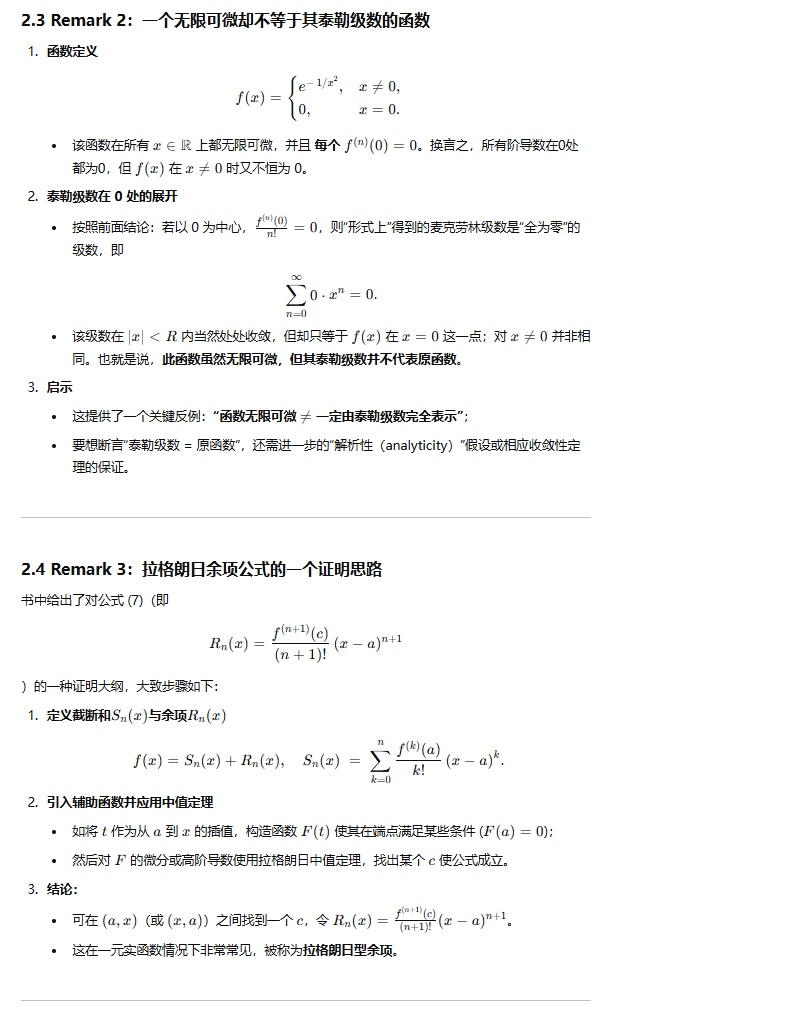 2.3 Remark 2：一个无限可微却不等于其泰勒级数的函数
1. 函数定义
f(x) = { e^{-1/x^2}, x ≠ 0,
0, x = 0.
• 该函数在所有 x ∈ ℝ 上都无限可微，并且 每个 f^{(n)}(0) = 0。换言之，所有阶导数在0处
都为0，但 f(x) 在 x ≠ 0 时又不恒为 0。
2. 泰勒级数在 0 处的展开
• 按照前面结论：若以 0 为中心，f^{(n)}(0)/n! = 0，则“形式上”得到的麦克劳林级数是“全为零”的
级数，即
∑_{n=0}^{∞} 0 · x^n = 0.
• 该级数在 |x| < R 内当然处处收敛，但却只等于 f(x) 在 x = 0 这一点；对 x ≠ 0 并非相
同。也就是说，此函数虽然无限可微，但其泰勒级数并不代表原函数。
3. 启示
• 这提供了一个关键反例：“函数无限可微 ≠ 一定由泰勒级数完全表示”；
• 要想断言“泰勒级数 = 原函数”，还需进一步的“解析性（analyticity）”假设或相应收敛性定
理的保证。
2.4 Remark 3：拉格朗日余项公式的一个证明思路
书中给出了对公式 (7)（即
R_n(x) = f^{(n+1)}(c)/(n + 1)! (x − a)^{n+1}
）的一种证明大纲，大致步骤如下：
1. 定义截断和S_n(x)与余项R_n(x)
f(x) = S_n(x) + R_n(x), S_n(x) = ∑_{k=0}^{n} f^{(k)}(a)/k! (x − a)^k.
2. 引入辅助函数并应用中值定理
• 如将 t 作为从 a 到 x 的插值，构造函数 F(t) 使其在端点满足某些条件 (F(a) = 0)；
• 然后对 F 的微分或高阶导数使用拉格朗日中值定理，找出某个 c 使公式成立。
3. 结论：
• 可在 (a, x)（或 (x, a)）之间找到一个 c，令 R_n(x) = f^{(n+1)}(c)/(n+1)! (x − a)^{n+1}。
• 这在一元实函数情况下非常常见，被称为拉格朗日型余项。